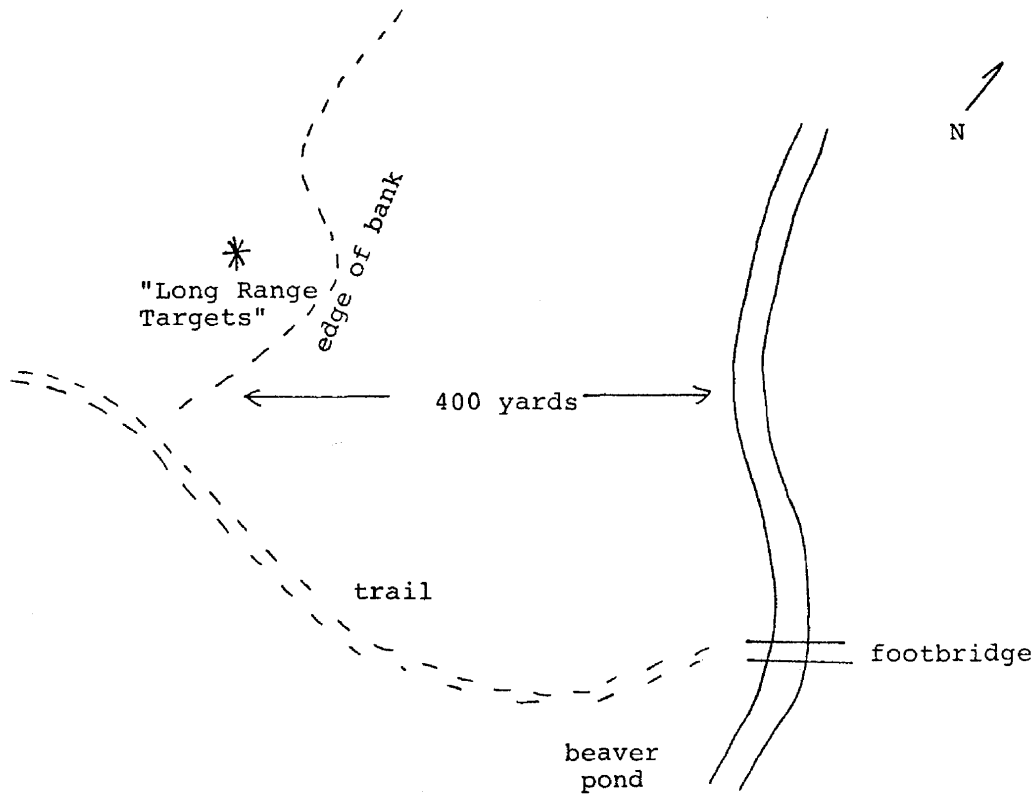 N
edge of bank
"Long Range
Targets"
400 yards
trail
footbridge
beaver
pond